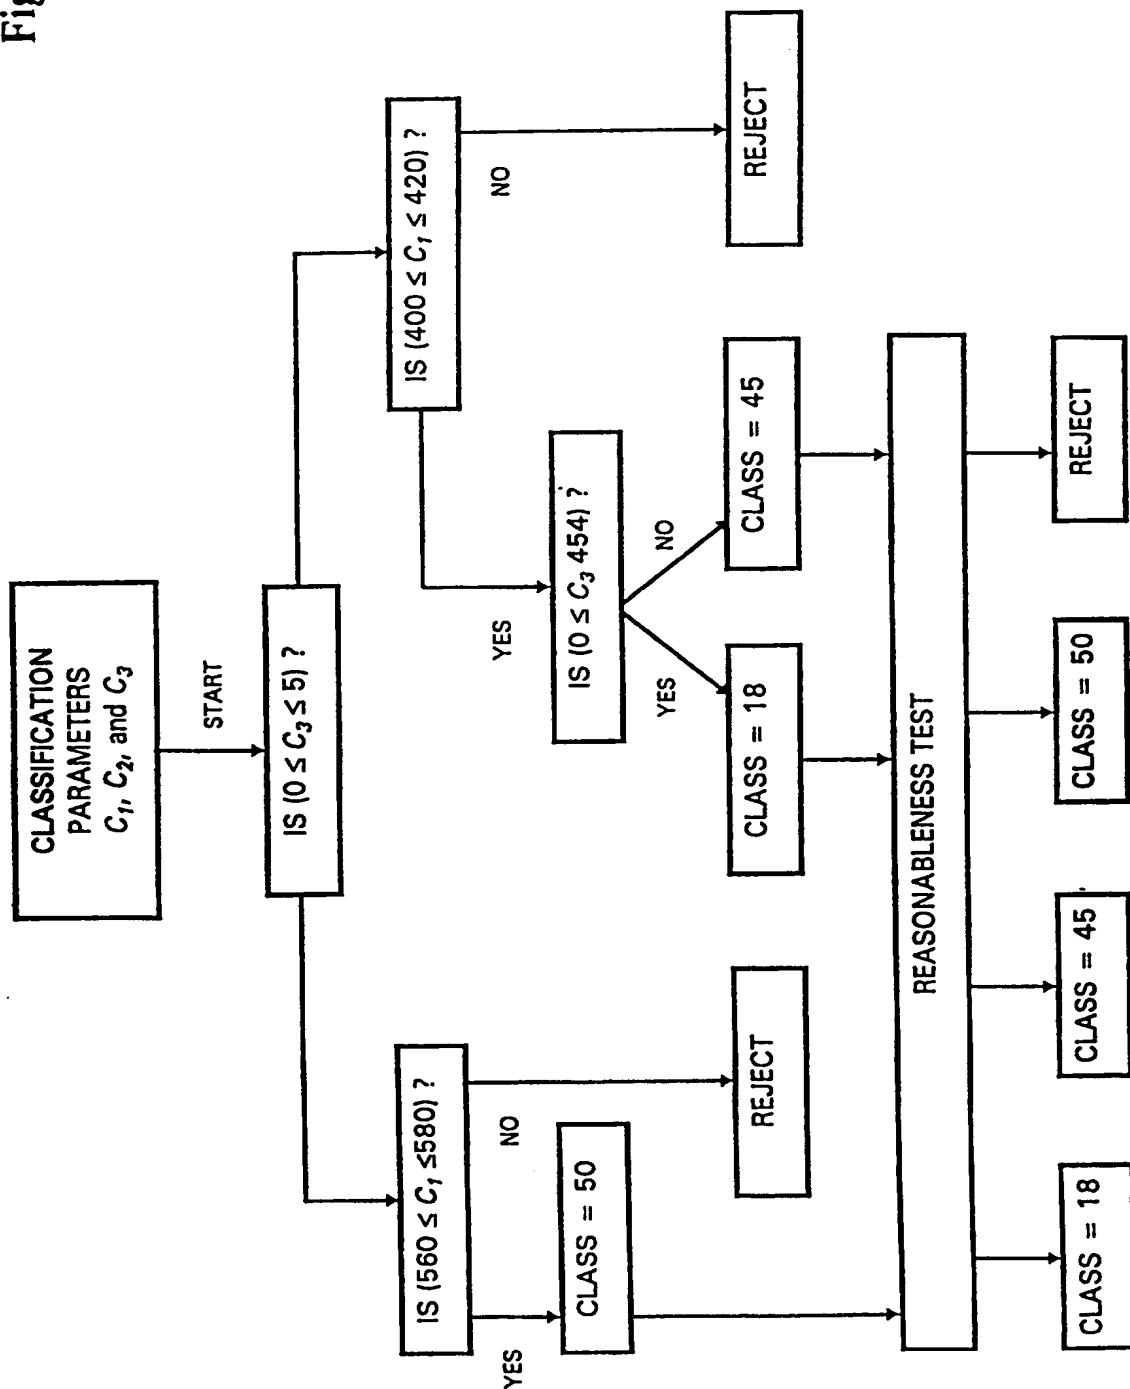 Fig
CLASSIFICATION
PARAMETERS
C1, C2, and C3
START
IS (0 ≤ C3 ≤ 5) ?
IS (560 ≤ C1 ≤580) ?
IS (400 ≤ C1 ≤ 420) ?
YES
NO
YES
NO
CLASS = 50
IS (0 ≤ C3 454) ?
YES
NO
REJECT
CLASS = 18
CLASS = 45
REJECT
REASONABLENESS TEST
CLASS = 18
CLASS = 45
CLASS = 50
REJECT